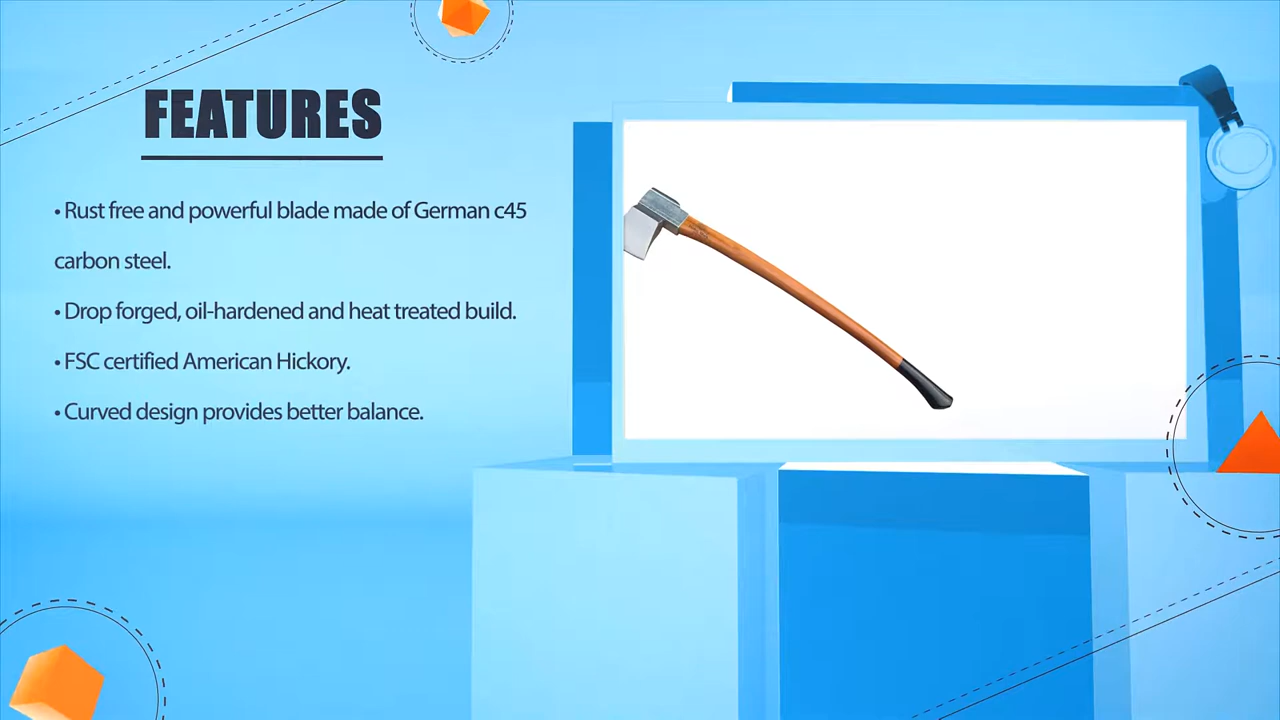 FEATURES
• Rust free and powerful blade made of German c45
carbon steel.
• Drop forged, oil-hardened and heat treated build.
• FSC certified American Hickory.
• Curved design provides better balance.